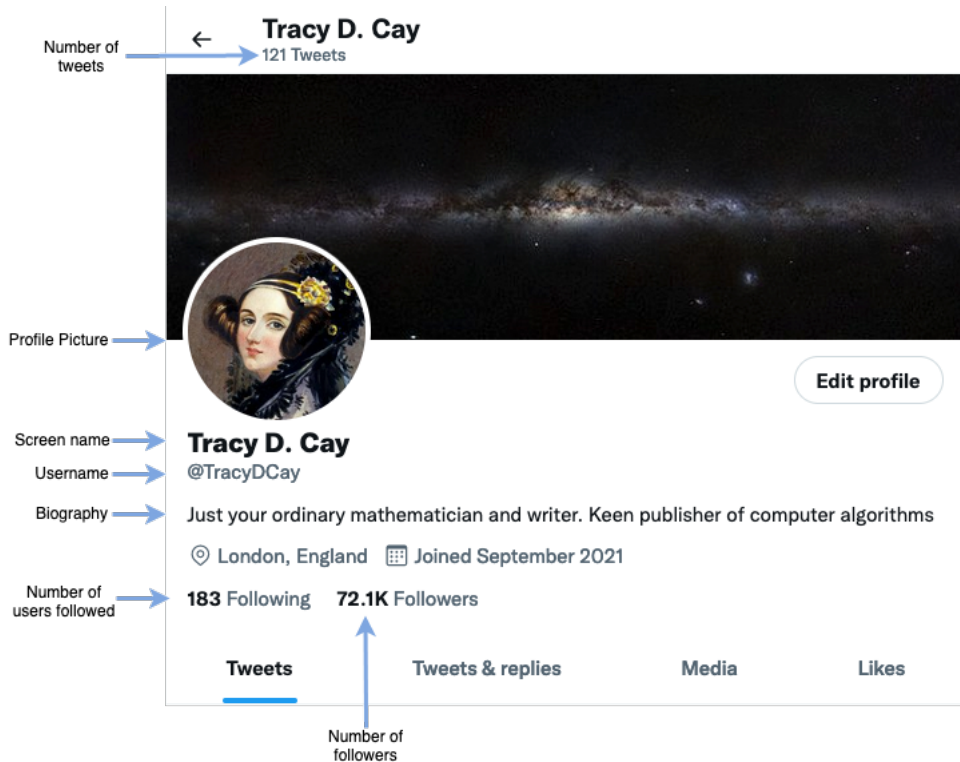 Tracy D. Cay
121 Tweets
Number of
tweets
Profile Picture
Edit profile
Screen name
Tracy D. Cay
Username
@TracyDCay
Biography
Just your ordinary mathematician and writer. Keen publisher of computer algorithms
London, England Joined September 2021
Number of
users followed
183 Following 72.1K Followers
Tweets Tweets & replies Media Likes
Number of
followers